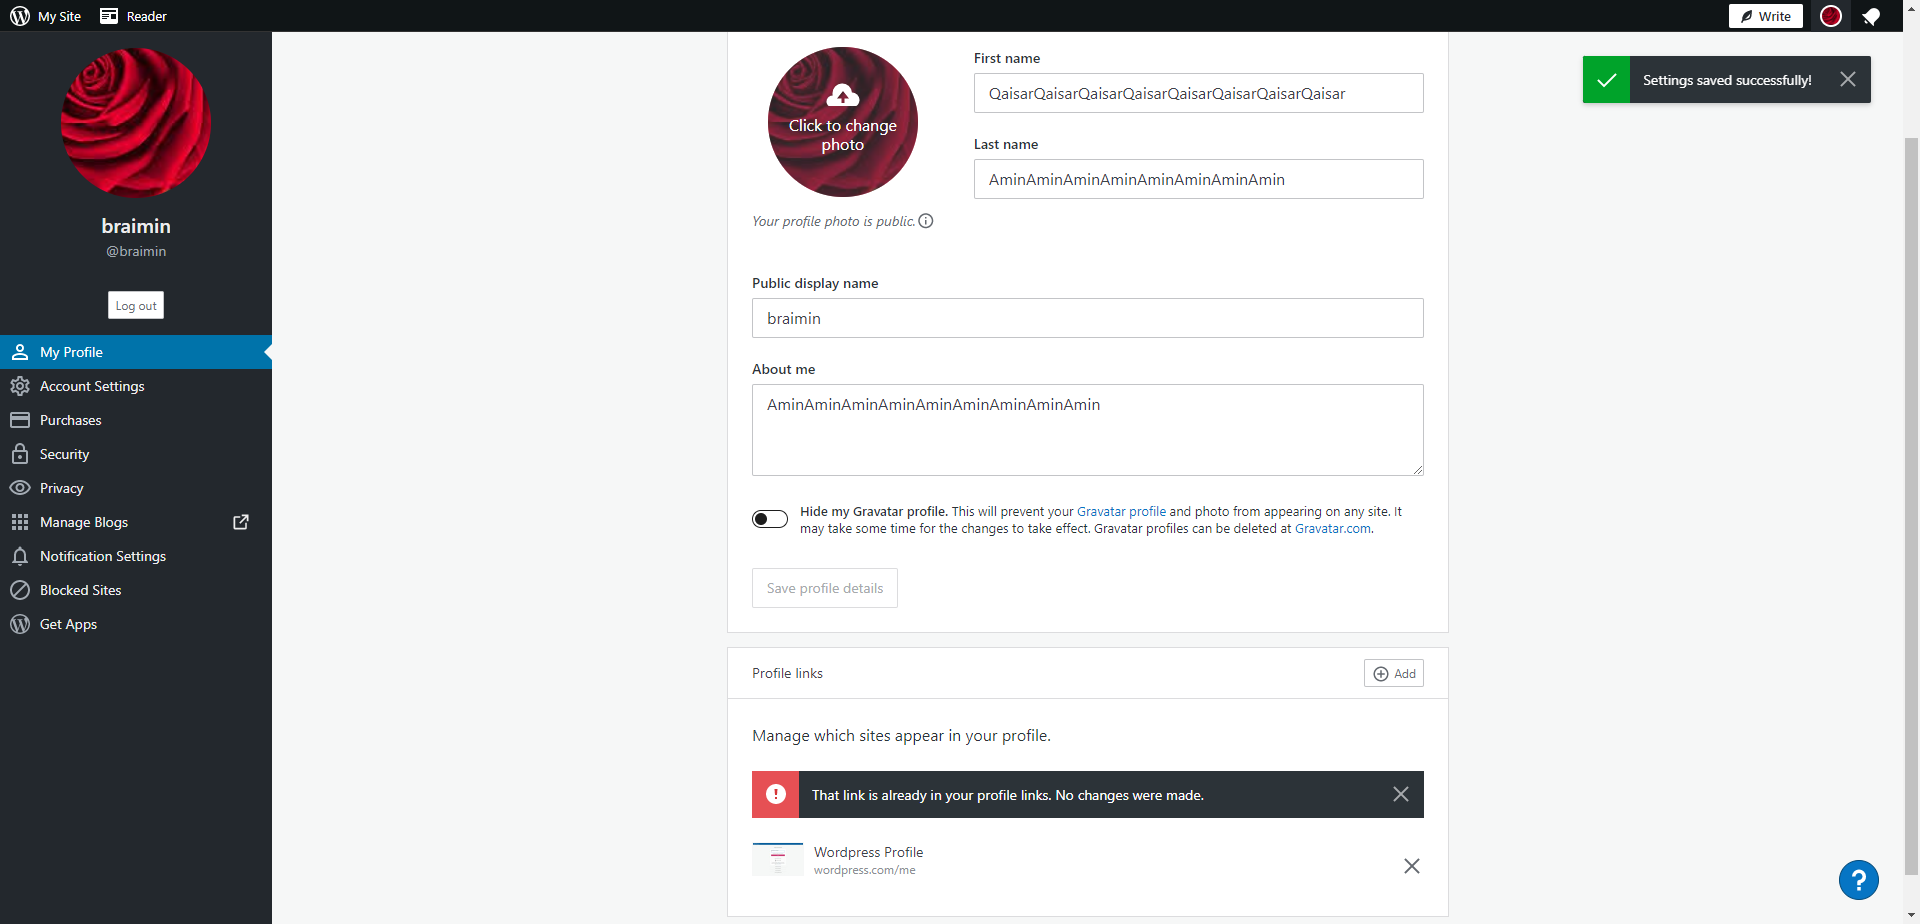 My Site
Reader
Write
braimin
@braimin
Log out
My Profile
Account Settings
Purchases
Security
Privacy
Manage Blogs
Notification Settings
Blocked Sites
Get Apps
Click to change
photo
Your profile photo is public.
First name
QaisarQaisarQaisarQaisarQaisarQaisarQaisarQaisar
Last name
AminAminAminAminAminAminAminAmin
Public display name
braimin
About me
AminAminAminAminAminAminAminAminAmin
Hide my Gravatar profile. This will prevent your Gravatar profile and photo from appearing on any site. It
may take some time for the changes to take effect. Gravatar profiles can be deleted at Gravatar.com.
Save profile details
Profile links
Add
Manage which sites appear in your profile.
That link is already in your profile links. No changes were made.
Wordpress Profile
wordpress.com/me
Settings saved successfully!